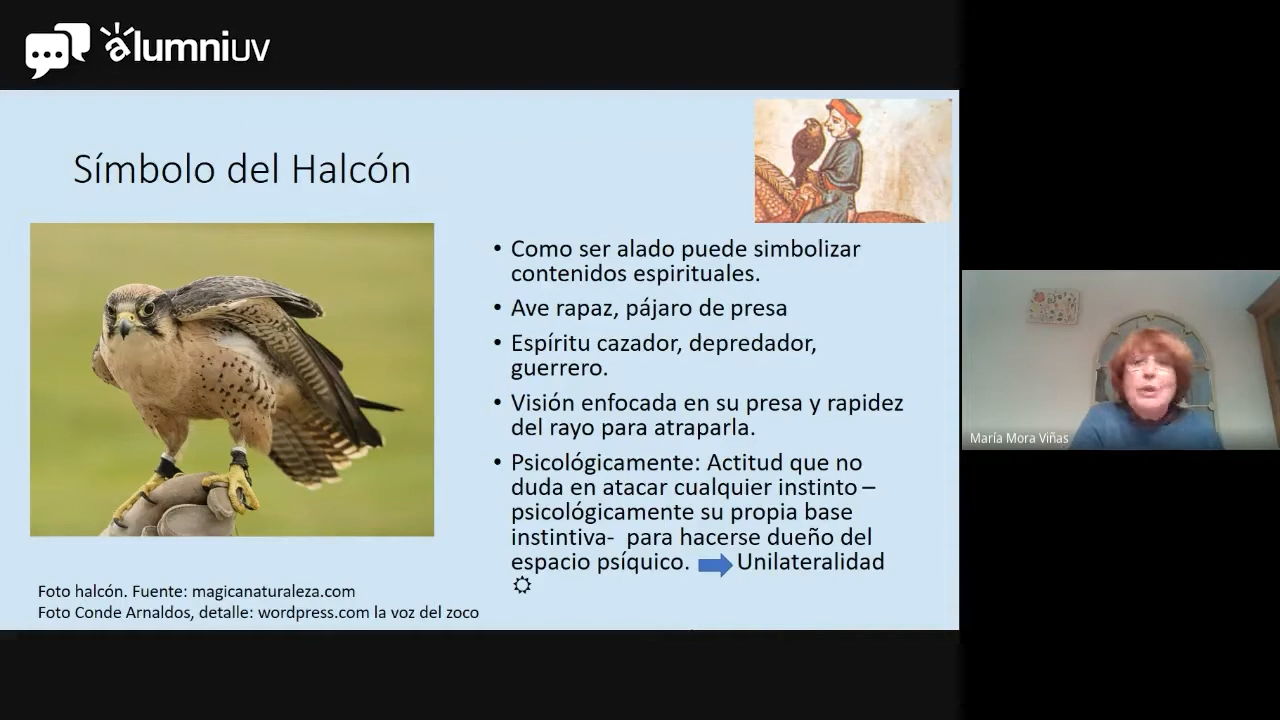 alumniuv
Símbolo del Halcón
• Como ser alado puede simbolizar
contenidos espirituales.
• Ave rapaz, pájaro de presa
• Espíritu cazador, depredador,
guerrero.
• Visión enfocada en su presa y rapidez
del rayo para atraparla.
• Psicológicamente: Actitud que no
duda en atacar cualquier instinto –
psicológicamente su propia base
instintiva-  para hacerse dueño del
espacio psíquico. Unilateralidad
Foto halcón. Fuente: magicanaturaleza.com
Foto Conde Arnaldos, detalle: wordpress.com la voz del zoco
María Mora Viñas